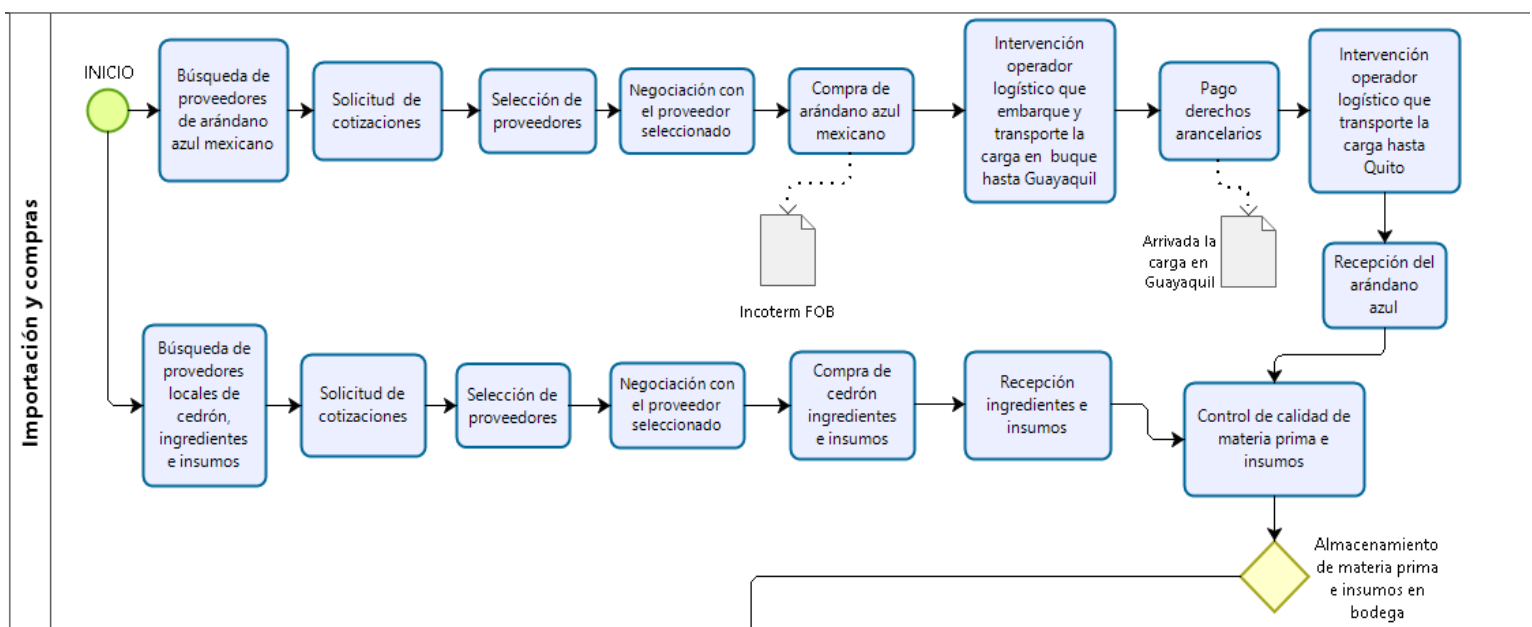 Importación y compras
INICIO
Búsqueda de
proveedores
de arándano
azul mexicano
Solicitud de
cotizaciones
Selección de
proveedores
Negociación con
el proveedor
seleccionado
Compra de
arándano azul
mexicano
Intervención
operador
logístico que
embarque y
transporte la
carga en buque
hasta Guayaquil
Pago
derechos
arancelarios
Intervención
operador
logístico que
transporte la
carga hasta
Quito
Incoterm FOB
Arrivada la
carga en
Guayaquil
Recepción del
arándano
azul
Búsqueda de
provedores
locales de
cedrón,
ingredientes
e insumos
Solicitud de
cotizaciones
Selección de
proveedores
Negociación con
el proveedor
seleccionado
Compra de
cedrón
ingredientes
e insumos
Recepción
ingredientes e
insumos
Control de calidad de
materia prima e
insumos
Almacenamiento
de materia prima
e insumos en
bodega